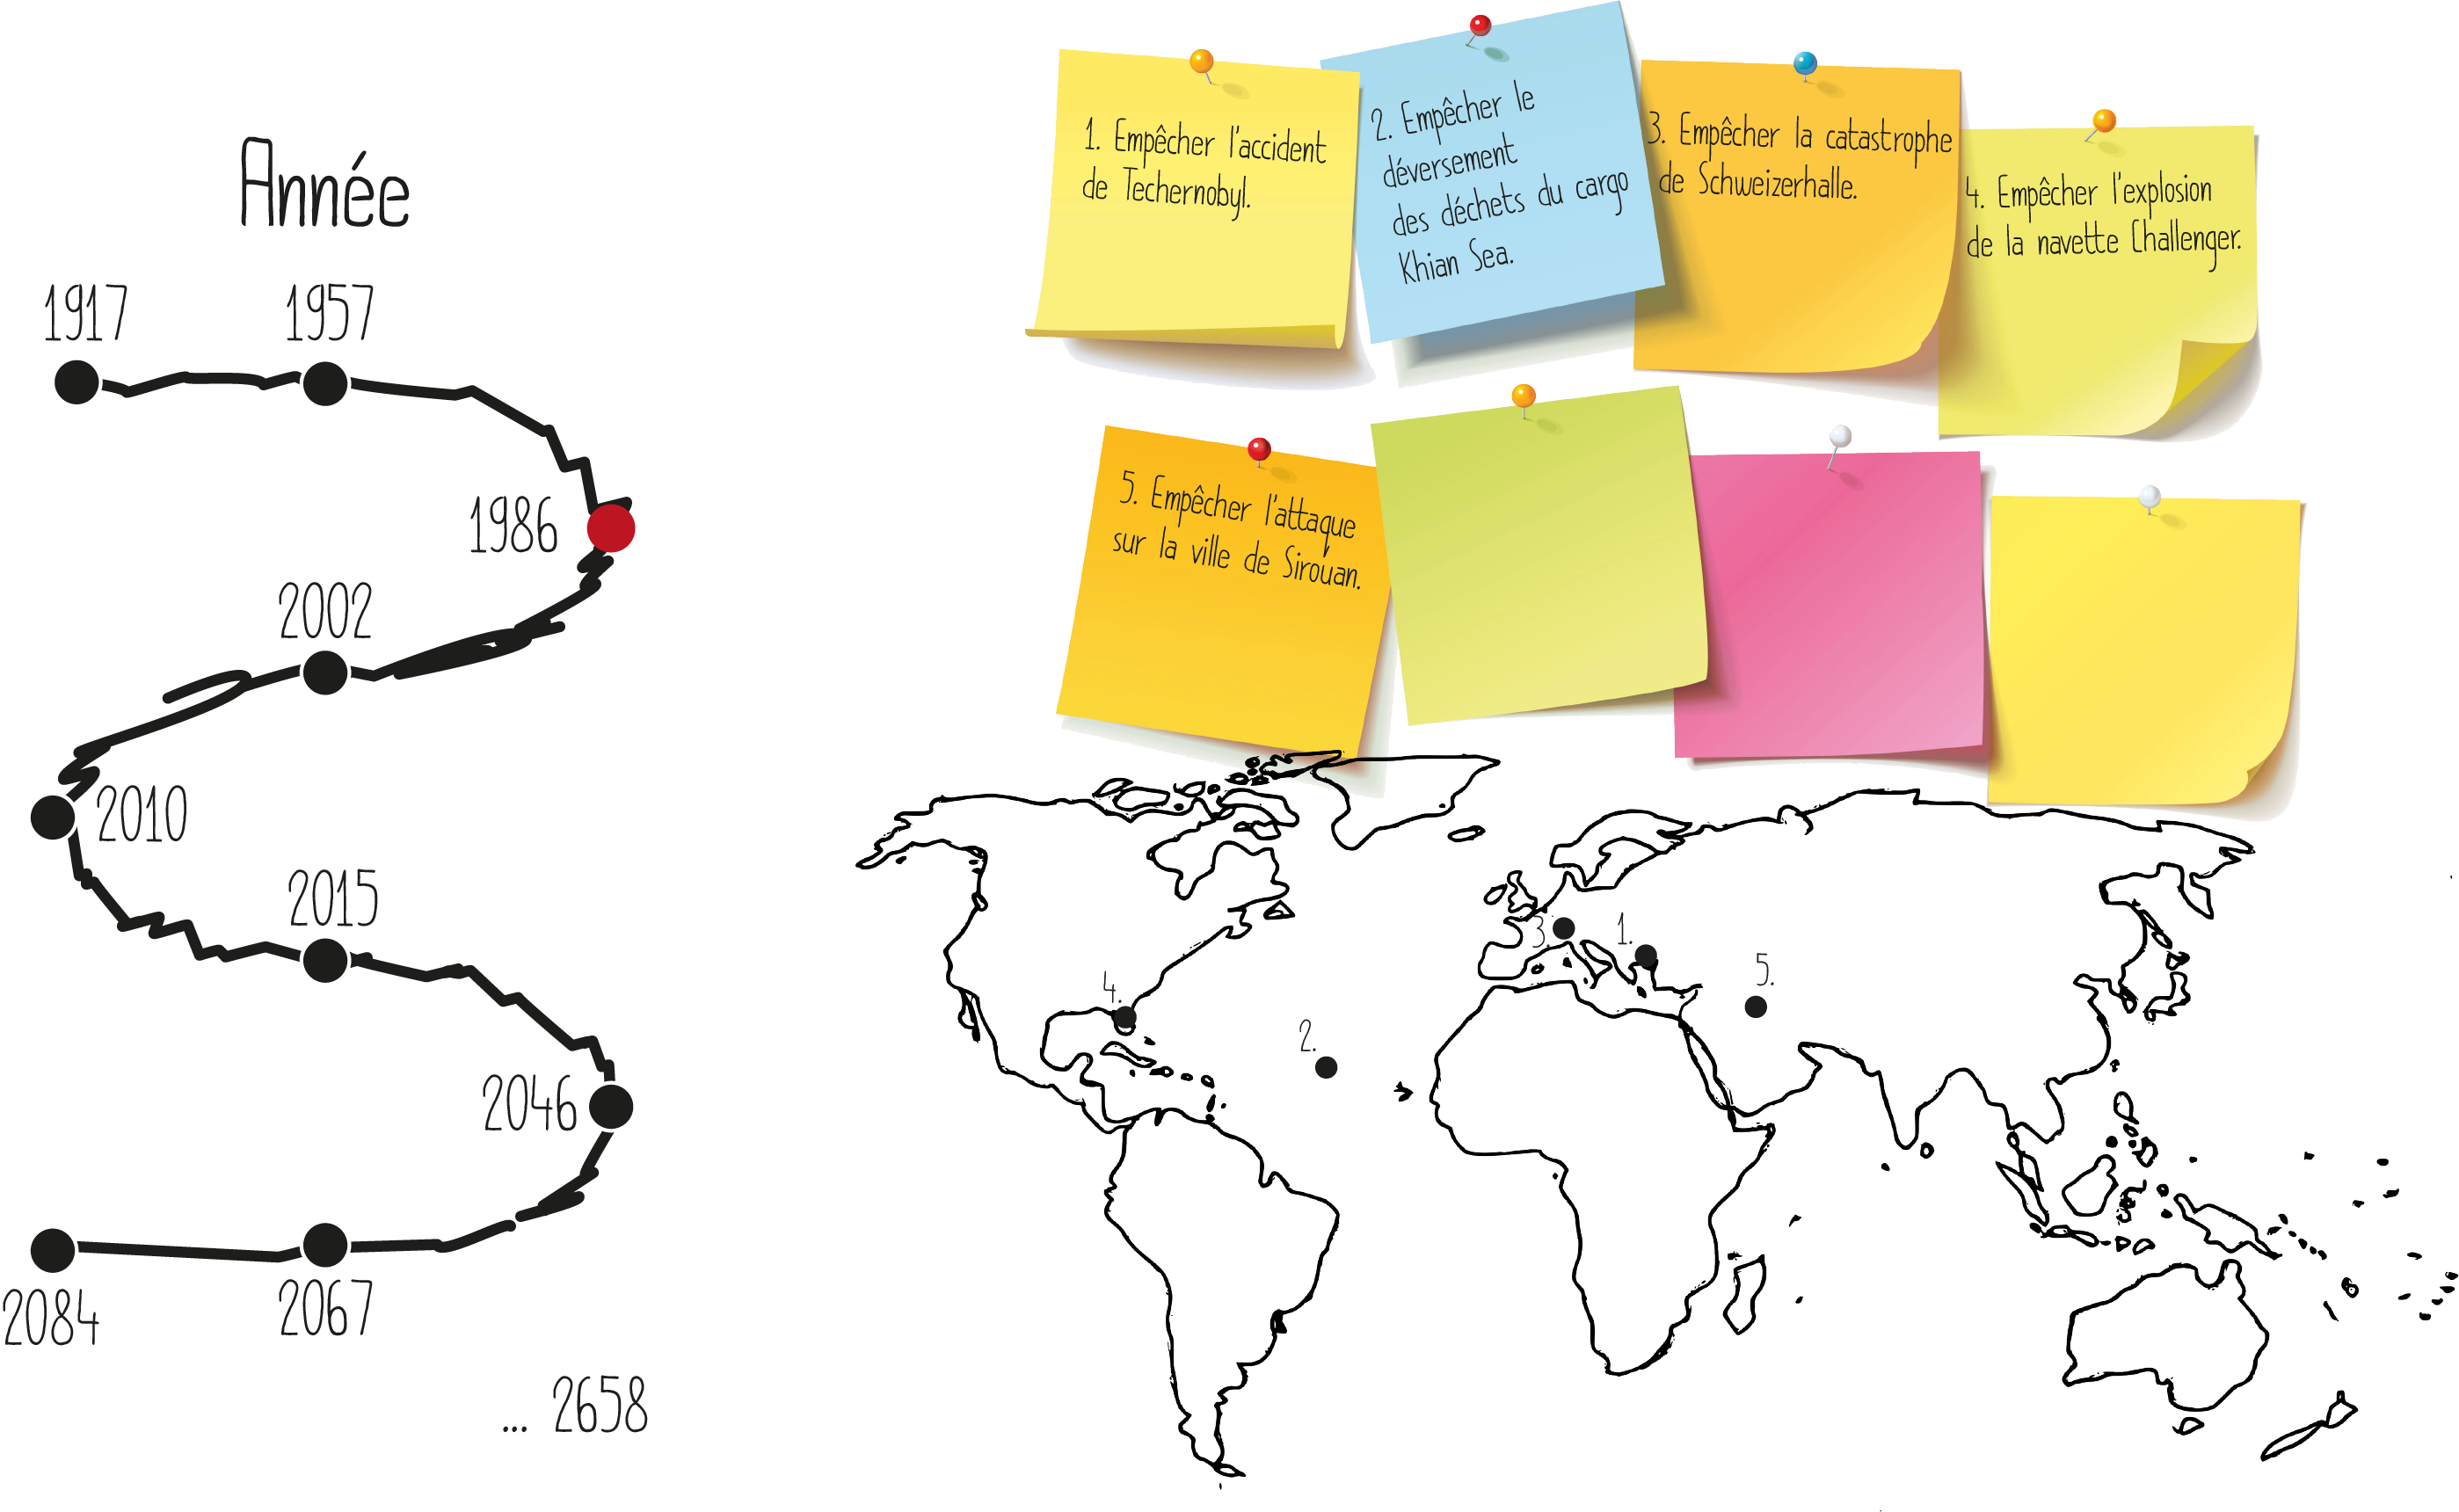 Année
1917
1957
1986
2002
2010
2015
2046
2067
2084
... 2658
1. Empêcher l'accident
de Techernobyl.
2. Empêcher le
déversement
des déchets du cargo
Khian Sea.
3. Empêcher la catastrophe
de Schweizerhalle.
4. Empêcher l'explosion
de la navette Challenger.
5. Empêcher l'attaque
sur la ville de Sirouan.
3.
1.
5.
4.
2.